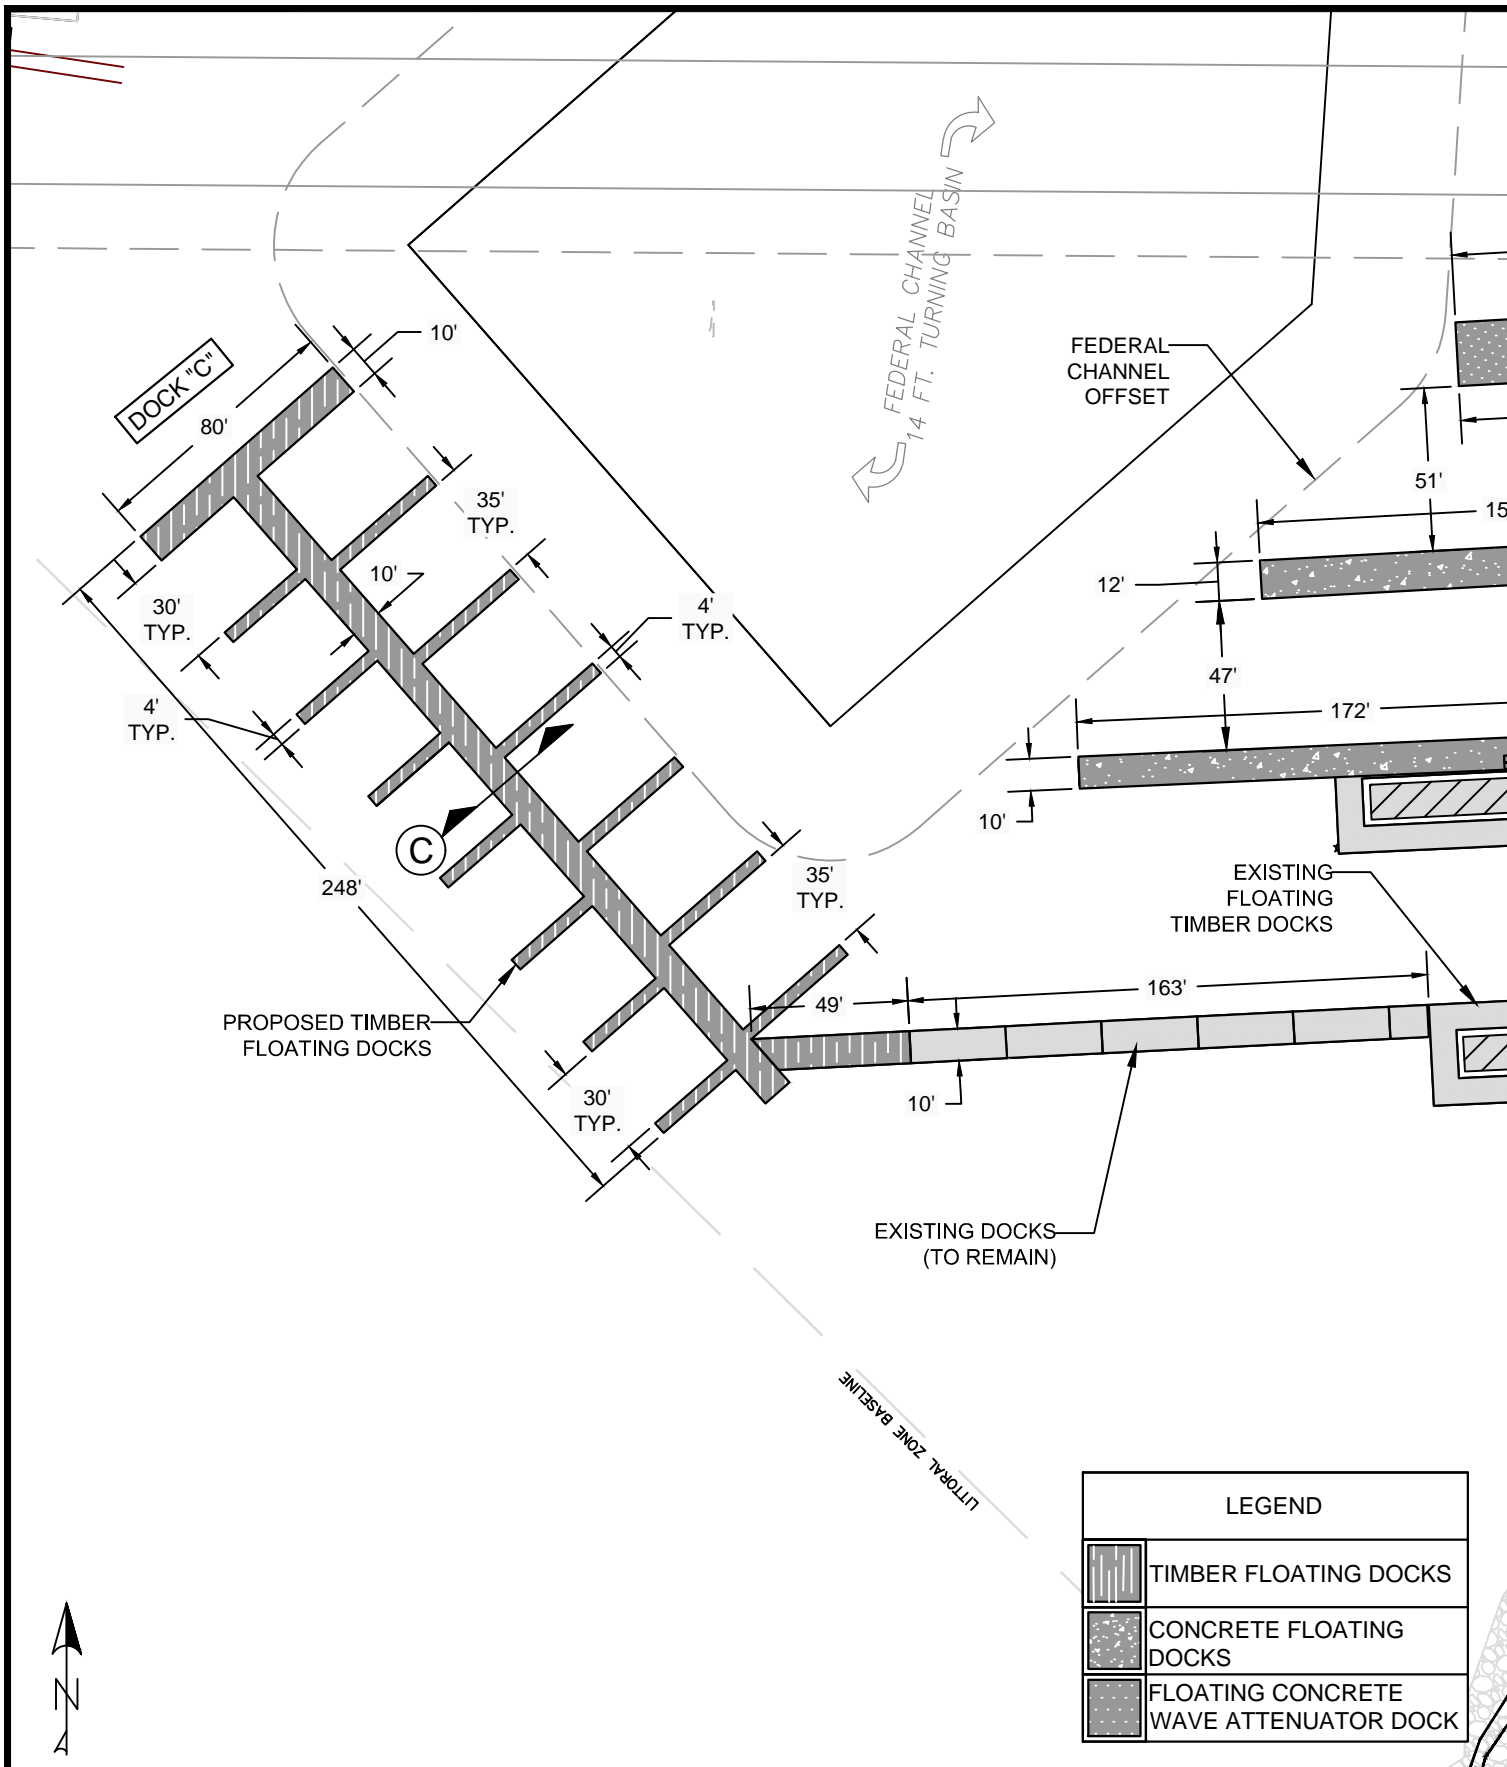 10'
DOCK "C"
80'
FEDERAL CHANNEL
14 FT. TURNING BASIN
FEDERAL
CHANNEL
OFFSET
51'
35'
TYP.
15
10'
12'
30'
TYP.
4'
TYP.
47'
4'
TYP.
172'
10'
C
35'
TYP.
248'
EXISTING
FLOATING
TIMBER DOCKS
163'
49'
PROPOSED TIMBER
FLOATING DOCKS
10'
30'
TYP.
EXISTING DOCKS
(TO REMAIN)
LITTORAL ZONE BASELINE
LEGEND
TIMBER FLOATING DOCKS
CONCRETE FLOATING
DOCKS
FLOATING CONCRETE
WAVE ATTENUATOR DOCK
N